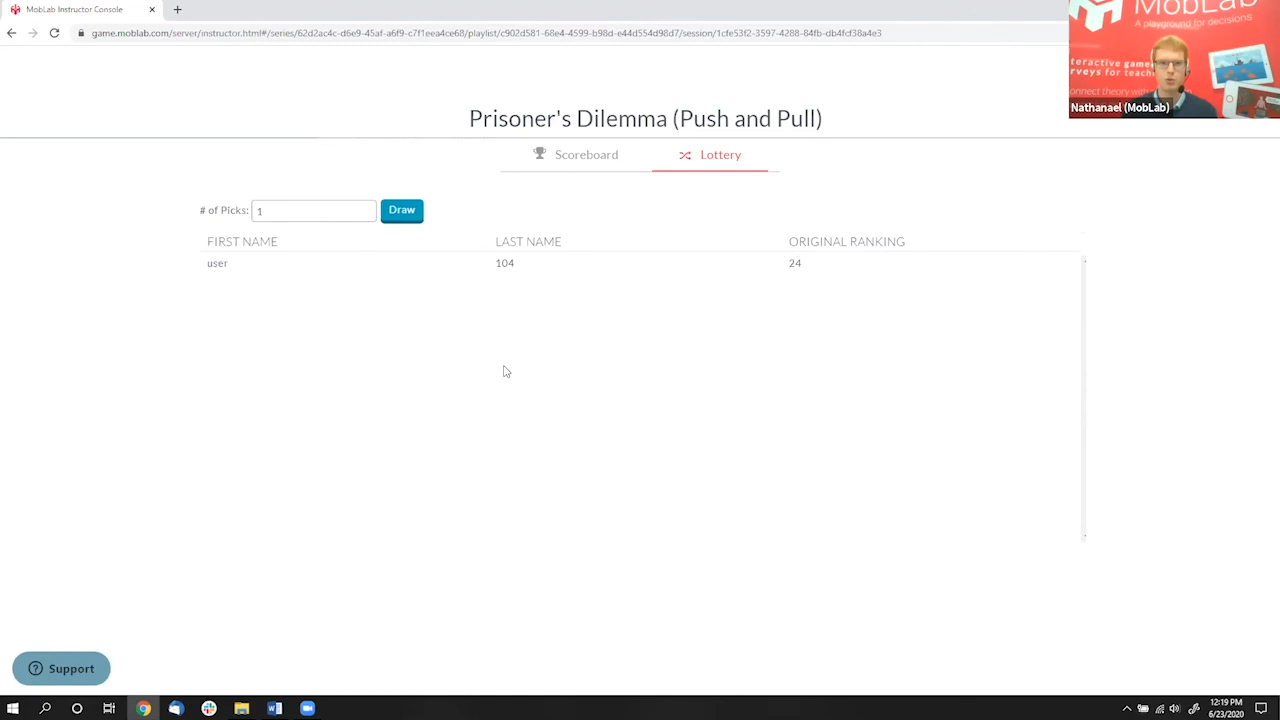 MobLab Instructor Console
game.moblab.com/server/instructor.html#/series/62d2ac4c-d6e9-45af-a6f9-c7f1eea4ce68/playlist/c902d581-68e4-4599-b98d-e44d554d98d7/session/1cfe53f2-3597-4288-84fb-db4fcf38a4e3
MobLab
A playground for decisions
Nathanael (MobLab)
Prisoner's Dilemma (Push and Pull)
Scoreboard
Lottery
# of Picks: 1 Draw
FIRST NAME LAST NAME ORIGINAL RANKING
user 104 24
Support
12:19 PM
6/23/2020